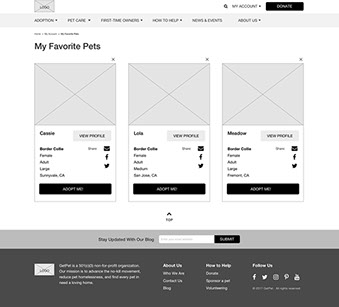 LOGO
MY ACCOUNT
DONATE
ADOPTION PET CARE FIRST-TIME OWNERS HOW TO HELP NEWS & EVENTS ABOUT US
Home > My Account > My Favorite Pets
My Favorite Pets
Cassie
VIEW PROFILE
Border Collie
Share
Female
Adult
Large
Sunnyvale, CA
ADOPT ME!
Lola
VIEW PROFILE
Border Collie
Share
Female
Adult
Medium
San Jose, CA
ADOPT ME!
Meadow
VIEW PROFILE
Border Collie
Share
Female
Adult
Large
Fremont, CA
ADOPT ME!
TOP
Stay Updated With Our Blog
SUBMIT
LOGO
GetPet is a 501(c)(3) non-for-profit organization.
Our mission is to advance the no-kill movement,
reduce pet homelessness, and find every pet in
need a loving home.
About Us
Who We Are
Contact Us
Blog
How to Help
Donate
Sponsor a pet
Volunteering
Follow Us
© 2017 GetPet. All Rights Reserved.